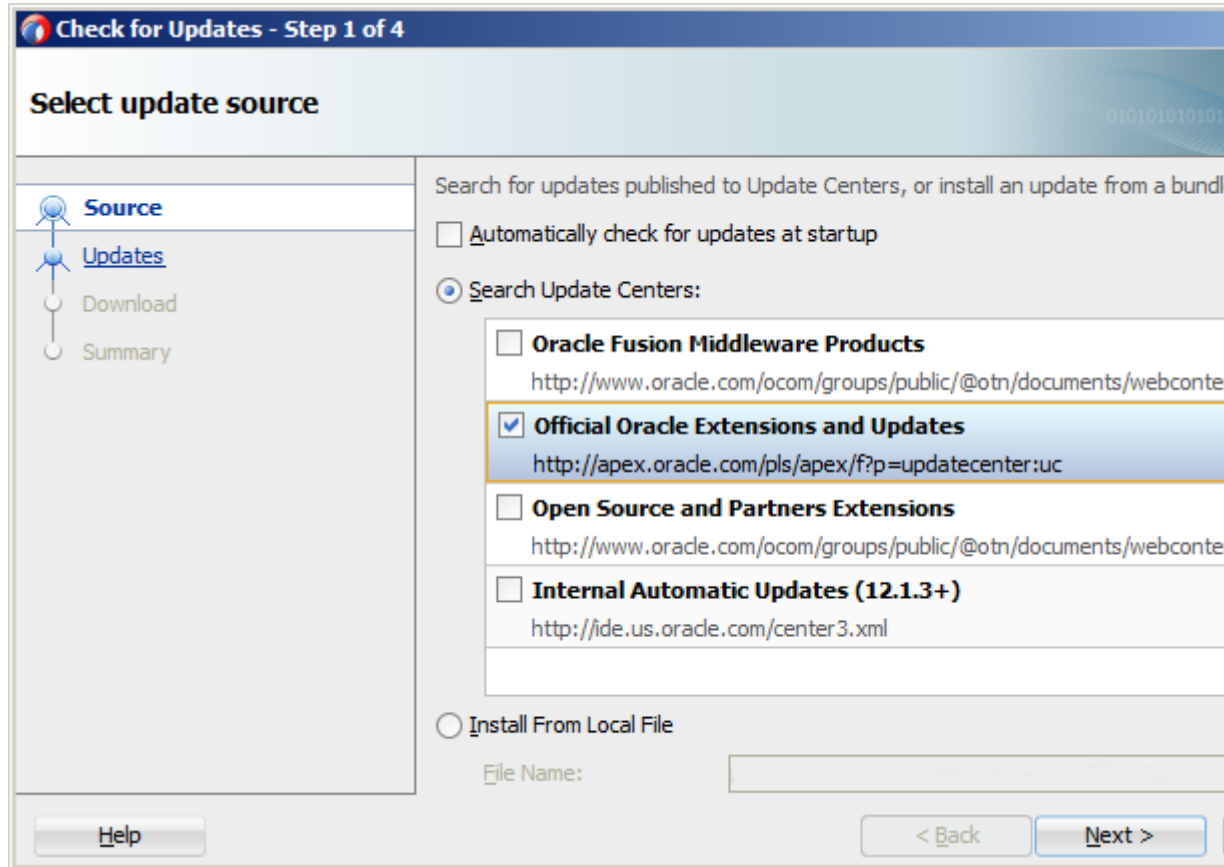 Check for Updates - Step 1 of 4
Select update source
01010101010
Source
Updates
Download
Summary
Search for updates published to Update Centers, or install an update from a bundl
Automatically check for updates at startup
Search Update Centers:
Oracle Fusion Middleware Products
http://www.oracle.com/ocom/groups/public/@otn/documents/webconte
Official Oracle Extensions and Updates
http://apex.oracle.com/pls/apex/f?p=updatecenter:uc
Open Source and Partners Extensions
http://www.oracle.com/ocom/groups/public/@otn/documents/webconte
Internal Automatic Updates (12.1.3+)
http://ide.us.oracle.com/center3.xml
Install From Local File
File Name:
Help
< Back
Next >